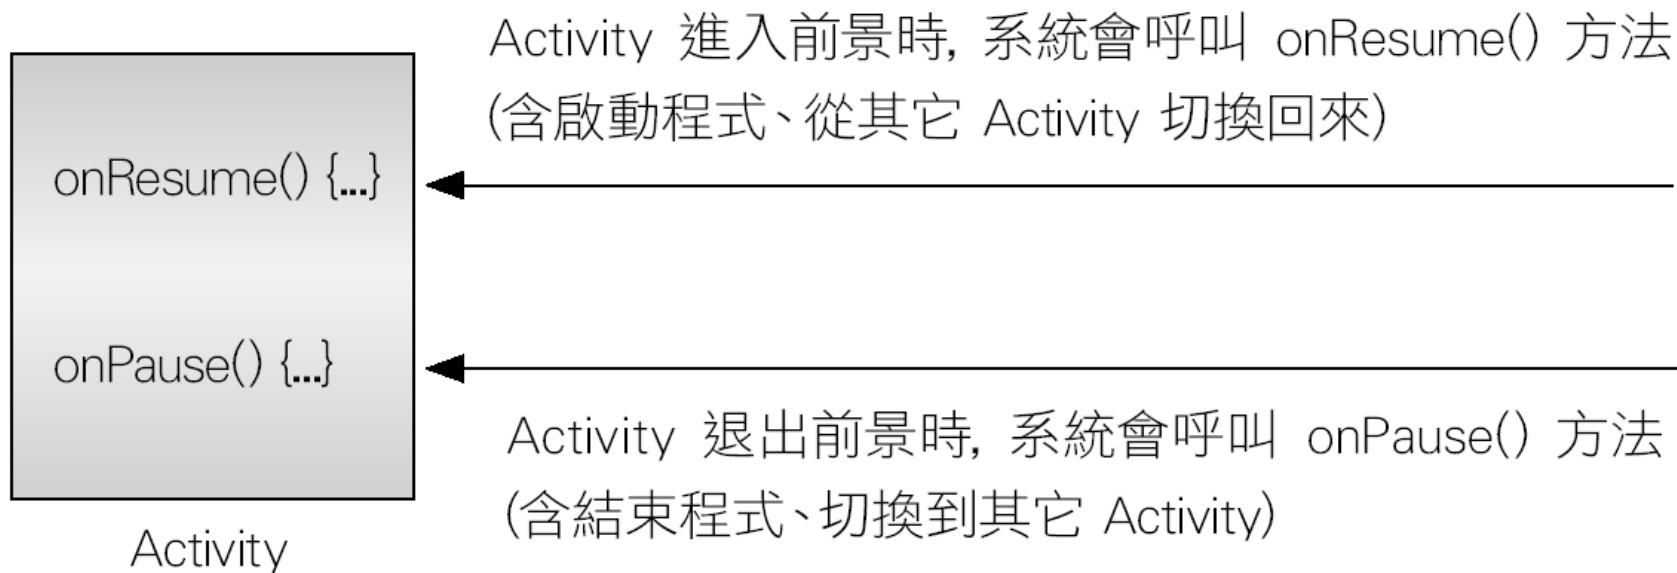 Activity 進入前景時, 系統會呼叫 onResume() 方法
(含啟動程式、從其它 Activity 切換回來)
onResume() {...}
onPause() {...}
Activity 退出前景時, 系統會呼叫 onPause() 方法
(含結束程式、切換到其它 Activity)
Activity